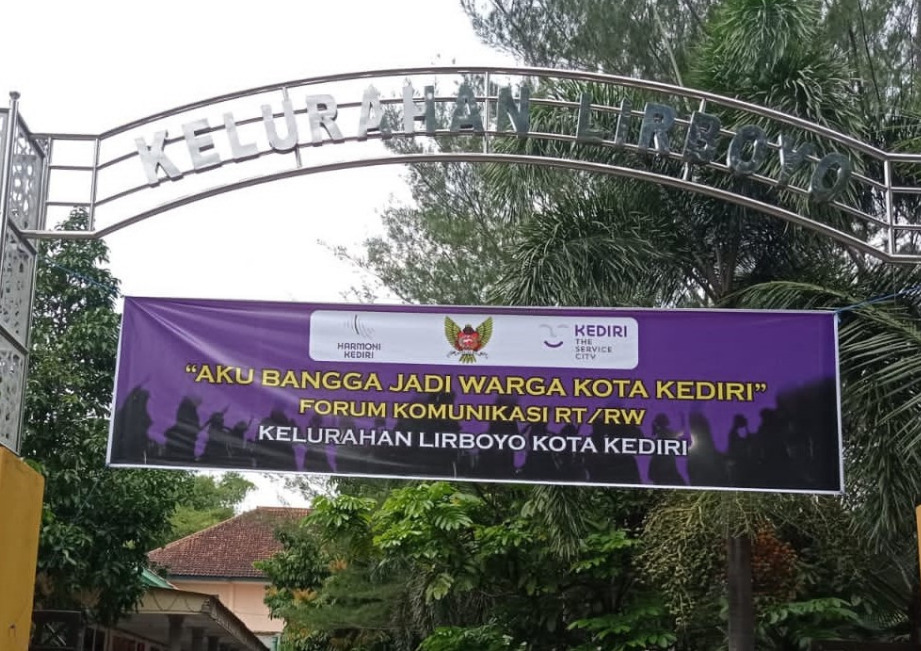 KELURAHAN LIRBOYO
HARMONI
KEDIRI
KEDIRI
THE
SERVICE
CITY
“AKU BANGGA JADI WARGA KOTA KEDIRI”
FORUM KOMUNIKASI RT/RW
KELURAHAN LIRBOYO KOTA KEDIRI